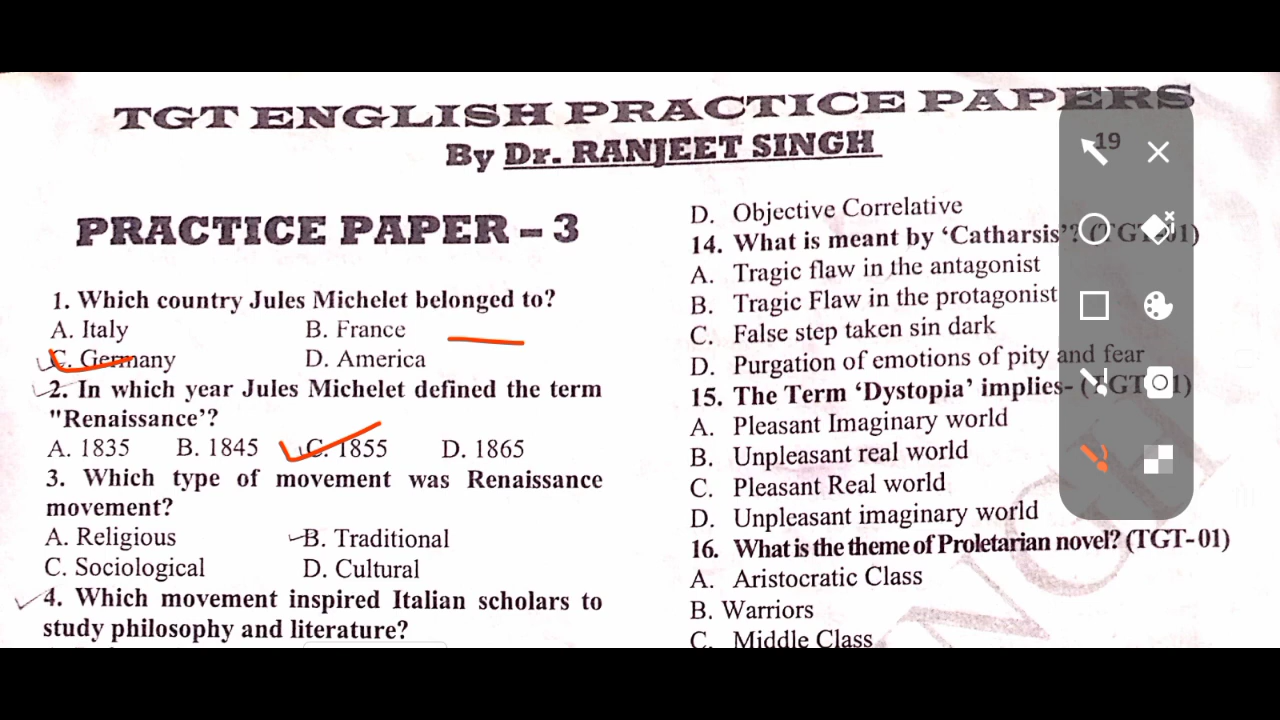 TGT ENGLISH PRACTICE PAPERS
19
By Dr. RANJEET SINGH
PRACTICE PAPER – 3
1. Which country Jules Michelet belonged to?
A. Italy B. France
C. Germany D. America
2. In which year Jules Michelet defined the term
"Renaissance'?
A. 1835 B. 1845 C. 1855 D. 1865
3. Which type of movement was Renaissance
movement?
A. Religious B. Traditional
C. Sociological D. Cultural
4. Which movement inspired Italian scholars to
study philosophy and literature?
D. Objective Correlative
14. What is meant by ‘Catharsis’? (TGT-01)
A. Tragic flaw in the antagonist
B. Tragic Flaw in the protagonist
C. False step taken sin dark
D. Purgation of emotions of pity and fear
15. The Term ‘Dystopia’ implies- (TGT-01)
A. Pleasant Imaginary world
B. Unpleasant real world
C. Pleasant Real world
D. Unpleasant imaginary world
16. What is the theme of Proletarian novel? (TGT-01)
A. Aristocratic Class
B. Warriors
C. Middle Class